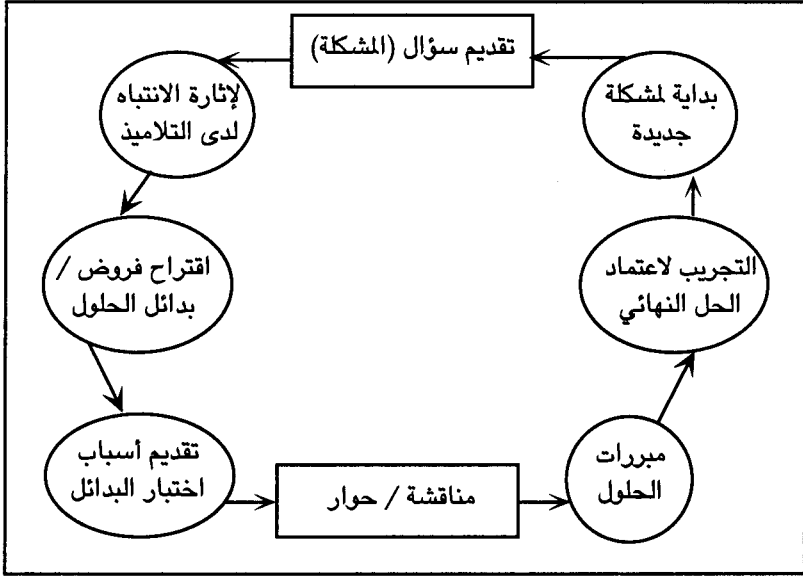 تقديم سؤال (المشكلة)
لإثارة الانتباه
لدى التلاميذ
اقتراح فروض /
بدائل الحلول
تقديم أسباب
اختبار البدائل
مناقشة / حوار
مبررات
الحلول
التجريب لاعتماد
الحل النهائي
بداية لمشكلة
جديدة